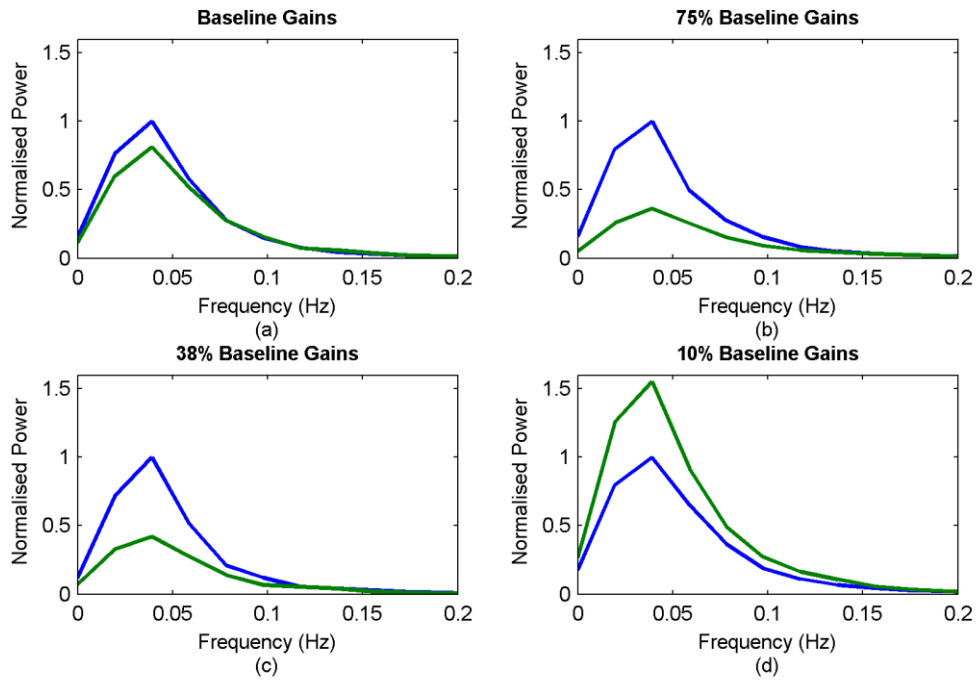 Baseline Gains
1.5
1
0.5
0
Normalised Power
0 0.05 0.1 0.15 0.2
Frequency (Hz)
(a)
75% Baseline Gains
1.5
1
0.5
0
Normalised Power
0 0.05 0.1 0.15 0.2
Frequency (Hz)
(b)
38% Baseline Gains
1.5
1
0.5
0
Normalised Power
0 0.05 0.1 0.15 0.2
Frequency (Hz)
(c)
10% Baseline Gains
1.5
1
0.5
0
Normalised Power
0 0.05 0.1 0.15 0.2
Frequency (Hz)
(d)